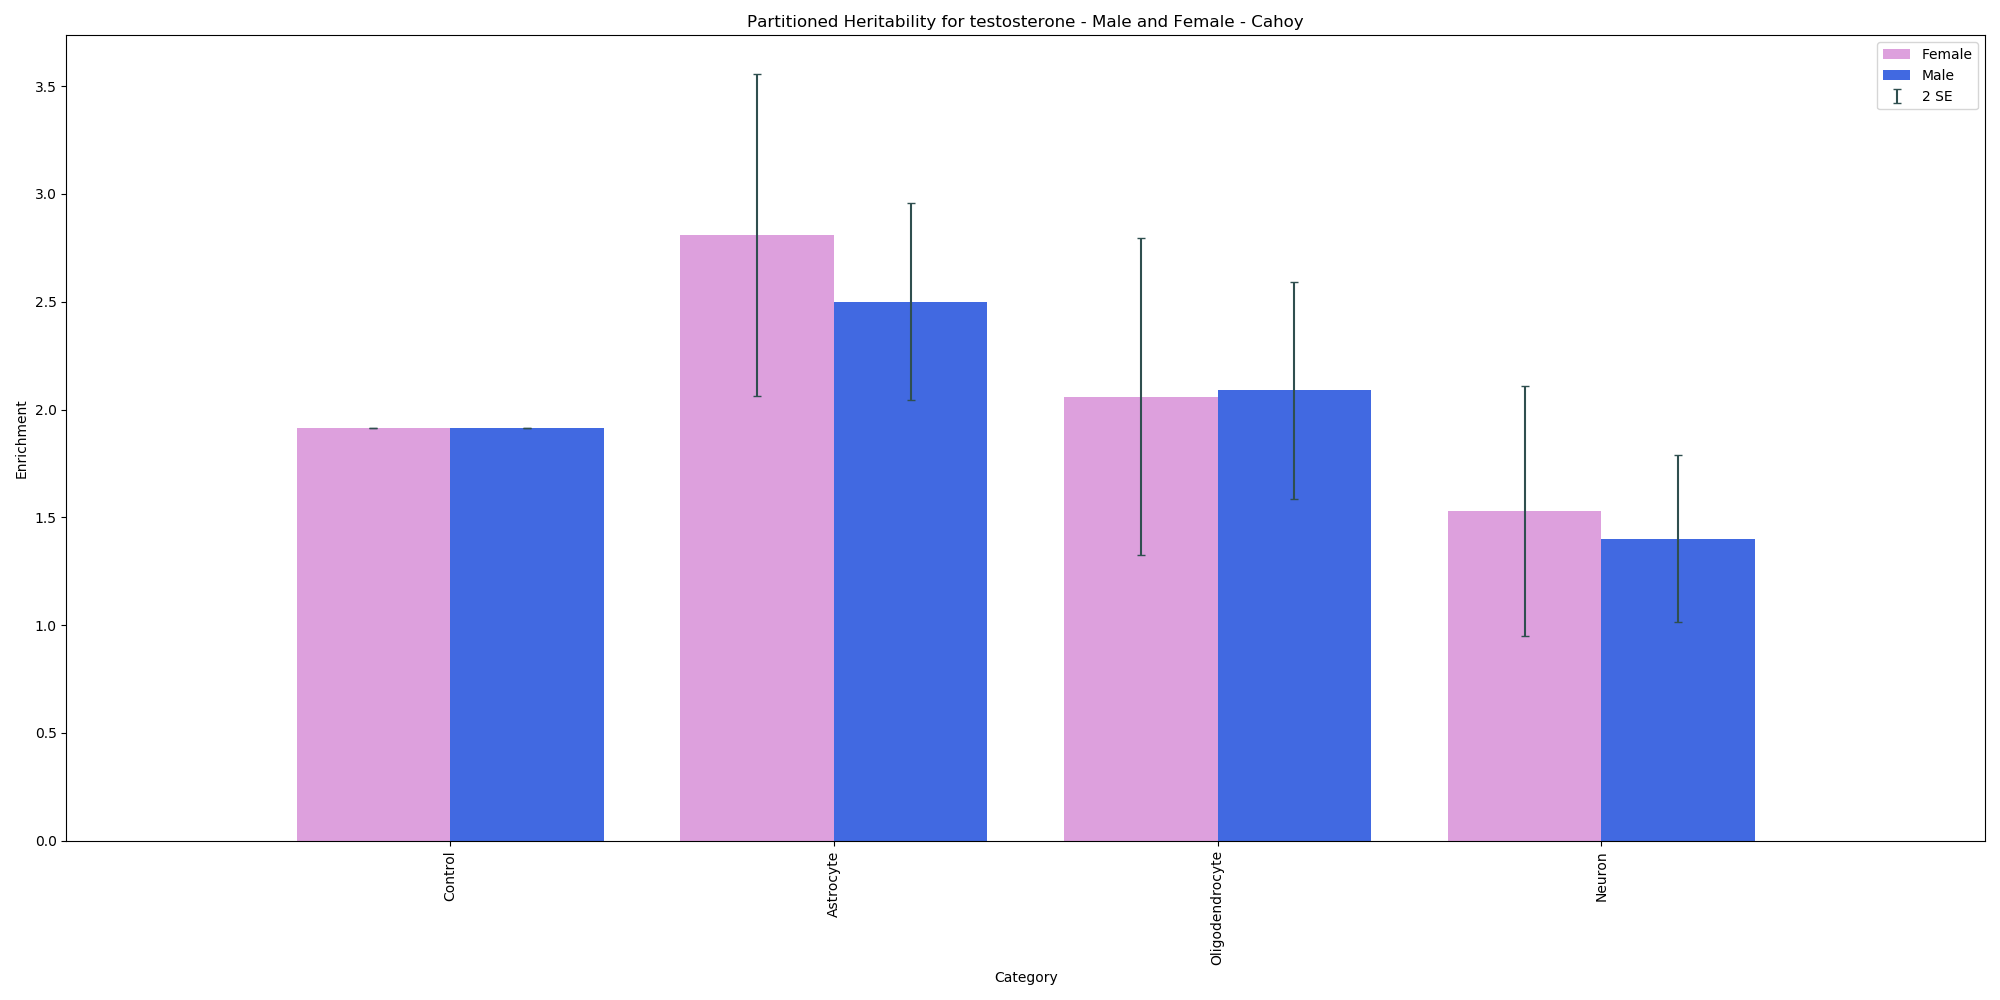 Partitioned Heritability for testosterone - Male and Female - Cahoy
Female
Male
2 SE
3.5
3.0
2.5
2.0
1.5
1.0
0.5
0.0
Enrichment
Control
Astrocyte
Oligodendrocyte
Neuron
Category